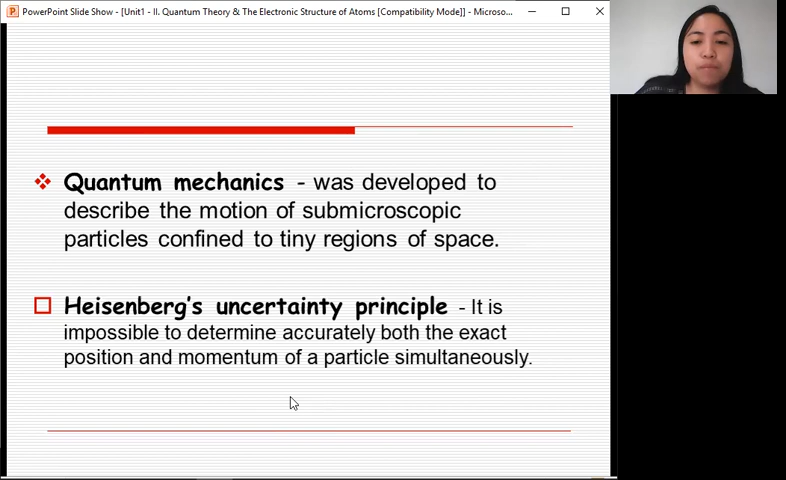 PowerPoint Slide Show - [Unit1 - II. Quantum Theory & The Electronic Structure of Atoms [Compatibility Mode]] - Microso...
Quantum mechanics - was developed to
describe the motion of submicroscopic
particles confined to tiny regions of space.
Heisenberg's uncertainty principle - It is
impossible to determine accurately both the exact
position and momentum of a particle simultaneously.